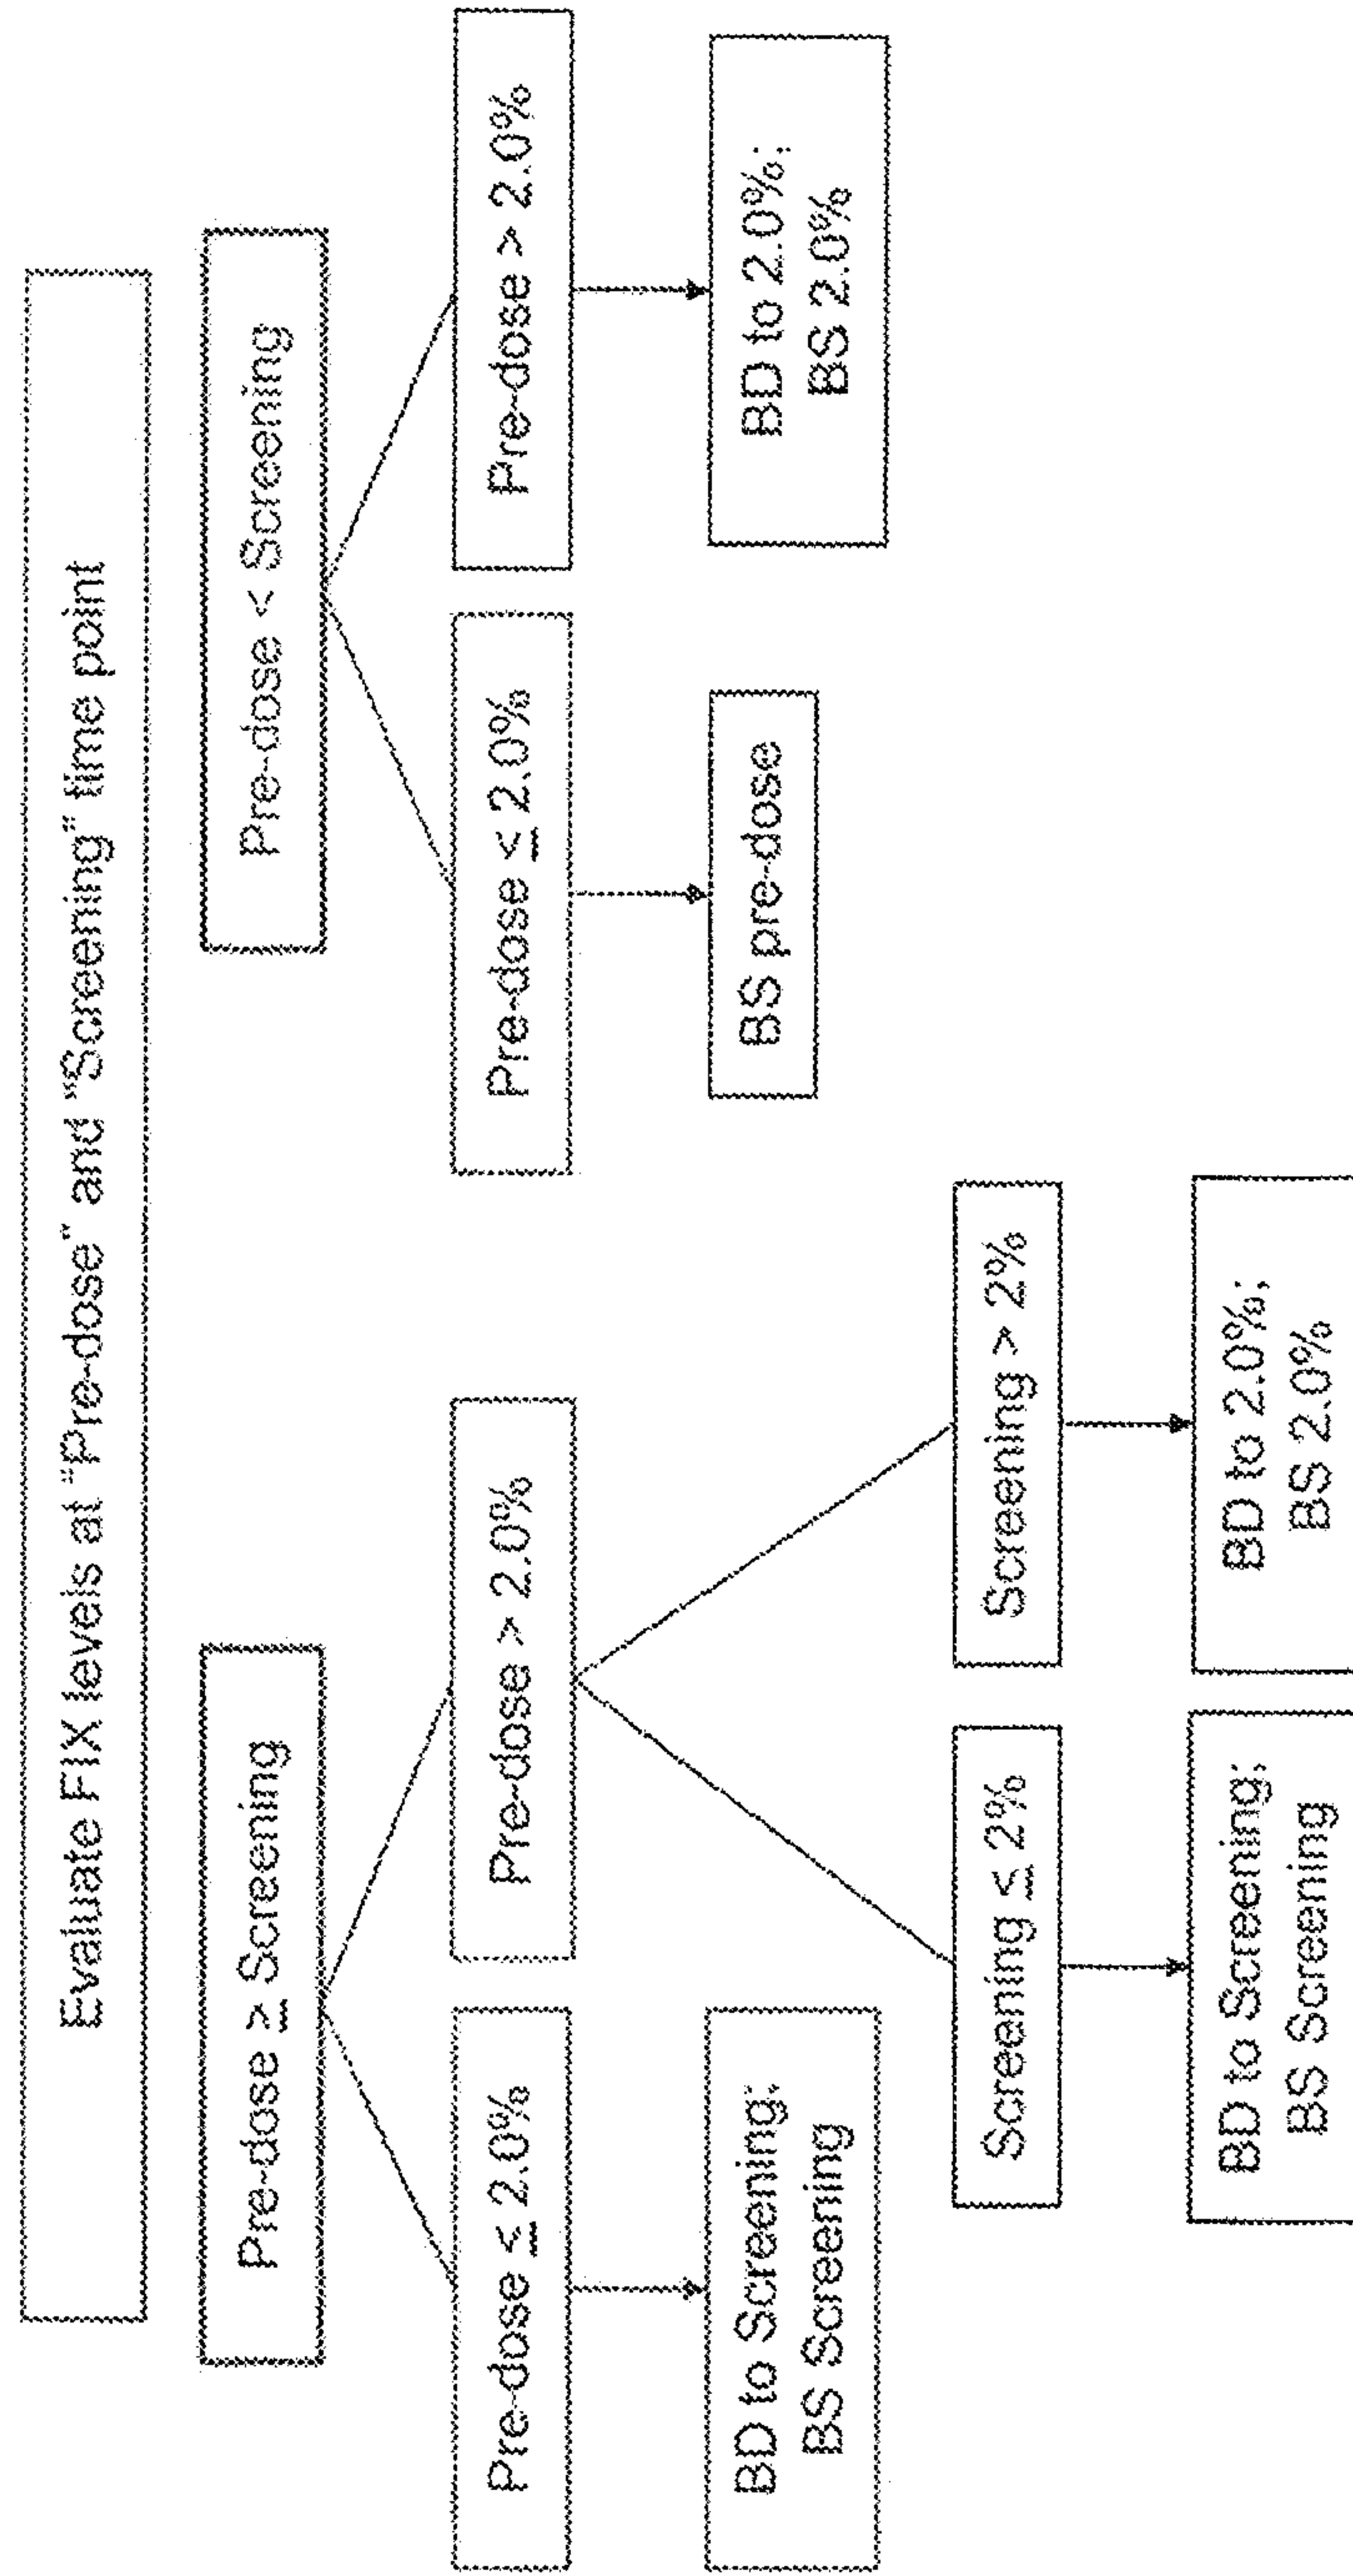 Evaluate FIX levels at "Pre-dose" and "Screening" time point
Pre-dose ≥ Screening
Pre-dose < Screening
Pre-dose ≤ 2.0%
Pre-dose > 2.0%
Pre-dose ≤ 2.0%
Pre-dose > 2.0%
BD to Screening;
BS Screening
BS pre-dose
BD to 2.0%;
BS 2.0%
Screening ≤ 2%
Screening > 2%
BD to Screening;
BS Screening
BD to 2.0%;
BS 2.0%